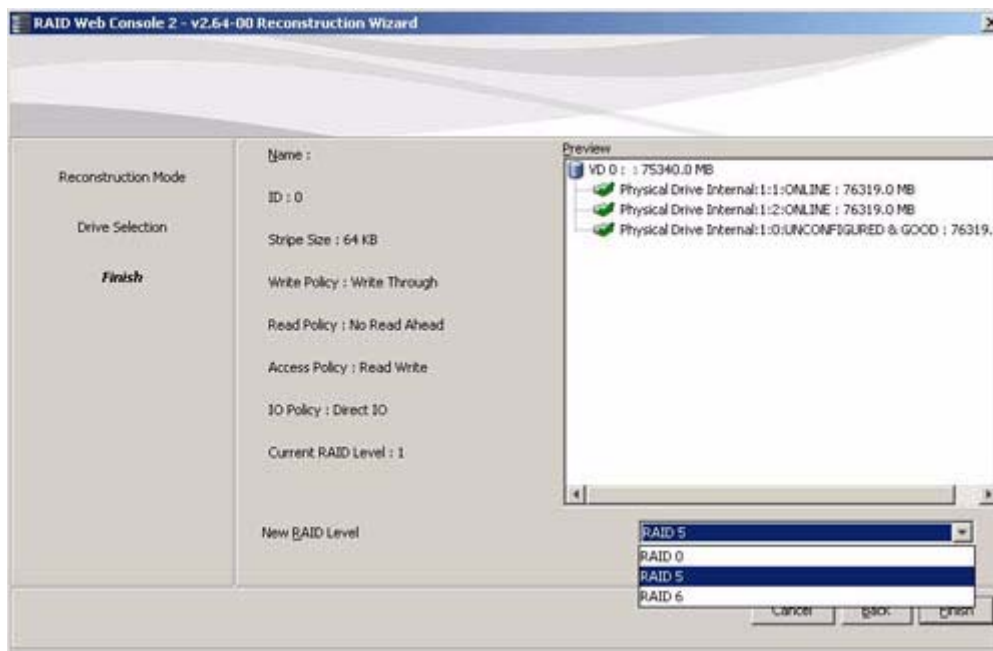 RAID Web Console 2 - v2.64-00 Reconstruction Wizard
Reconstruction Mode
Drive Selection
Finish
Name :
ID : 0
Stripe Size : 64 KB
Write Policy : Write Through
Read Policy : No Read Ahead
Access Policy : Read Write
IO Policy : Direct IO
Current RAID Level : 1
New RAID Level
Preview
VD 0 : : 75340.0 MB
Physical Drive Internal:1:1:ONLINE : 76319.0 MB
Physical Drive Internal:1:2:ONLINE : 76319.0 MB
Physical Drive Internal:1:0:UNCONFIGURED & GOOD : 76319.
RAID 5
RAID 0
RAID 5
RAID 6
Cancel
Back
Finish